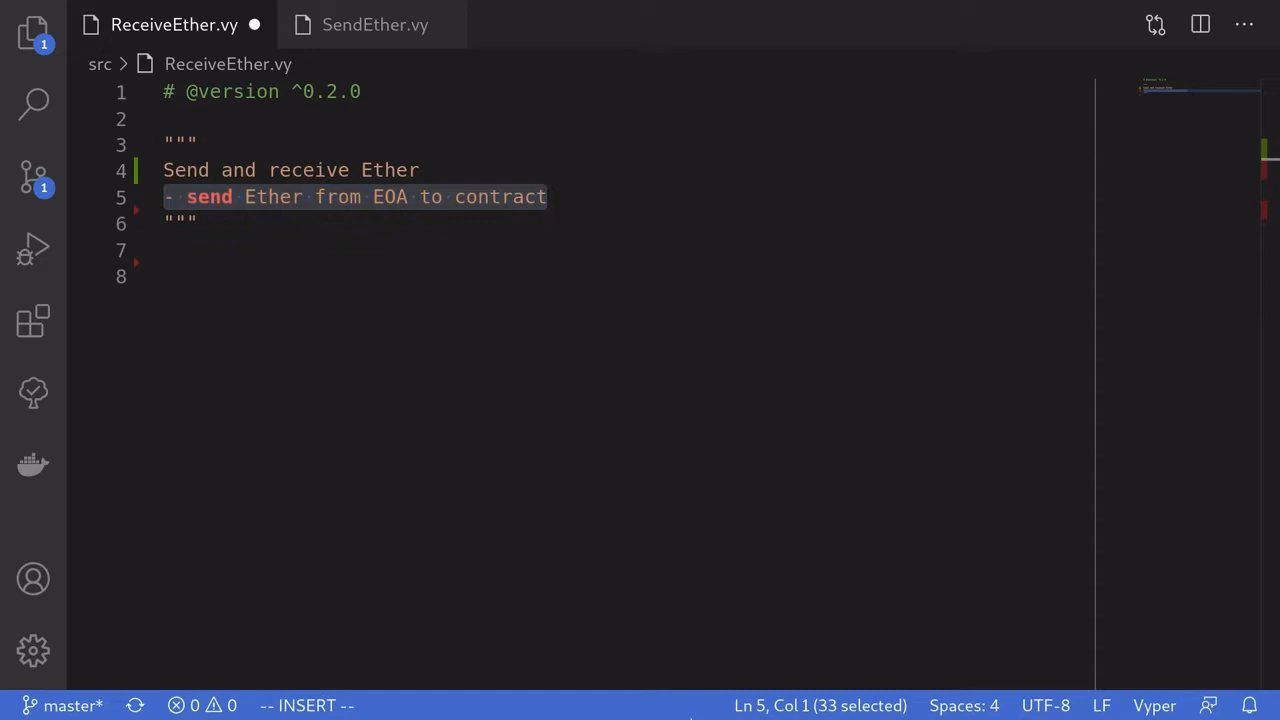 ReceiveEther.vy
SendEther.vy
src > ReceiveEther.vy
1 # @version ^0.2.0
2
3 """
4 Send and receive Ether
5 - send Ether from EOA to contract
6 """
7
8
1
1
master* 0 0 -- INSERT -- Ln 5, Col 1 (33 selected) Spaces: 4 UTF-8 LF Vyper